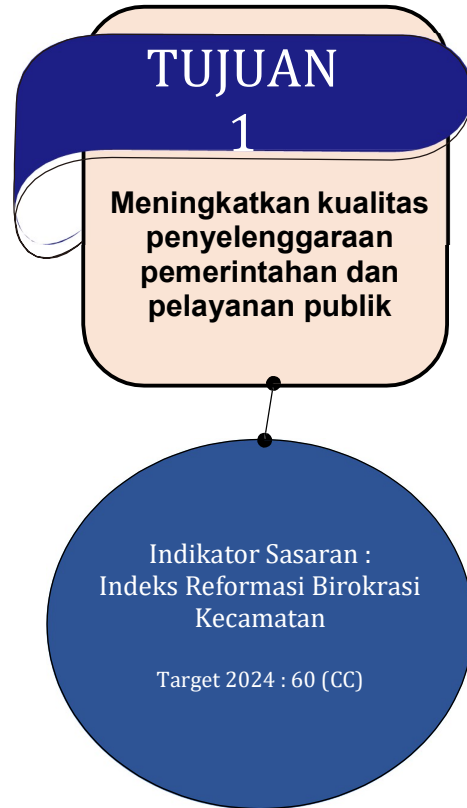 TUJUAN
1
Meningkatkan kualitas
penyelenggaraan
pemerintahan dan
pelayanan publik
Indikator Sasaran :
Indeks Reformasi Birokrasi
Kecamatan
Target 2024 : 60 (CC)